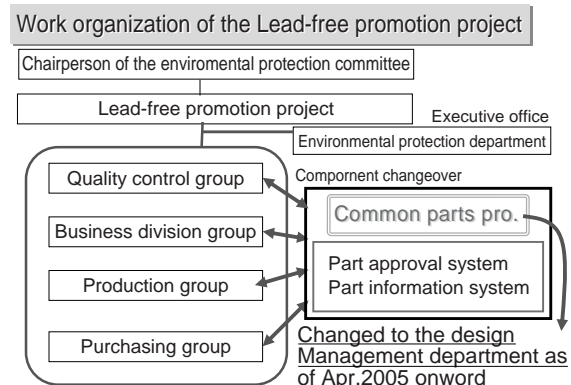 Work organization of the Lead-free promotion project
Chairperson of the enviromental protection committee
Lead-free promotion project
Executive office
Environmental protection department
Quality control group
Business division group
Production group
Purchasing group
Compornent changeover
Common parts pro.
Part approval system
Part information system
Changed to the design
Management department as
of Apr.2005 onword